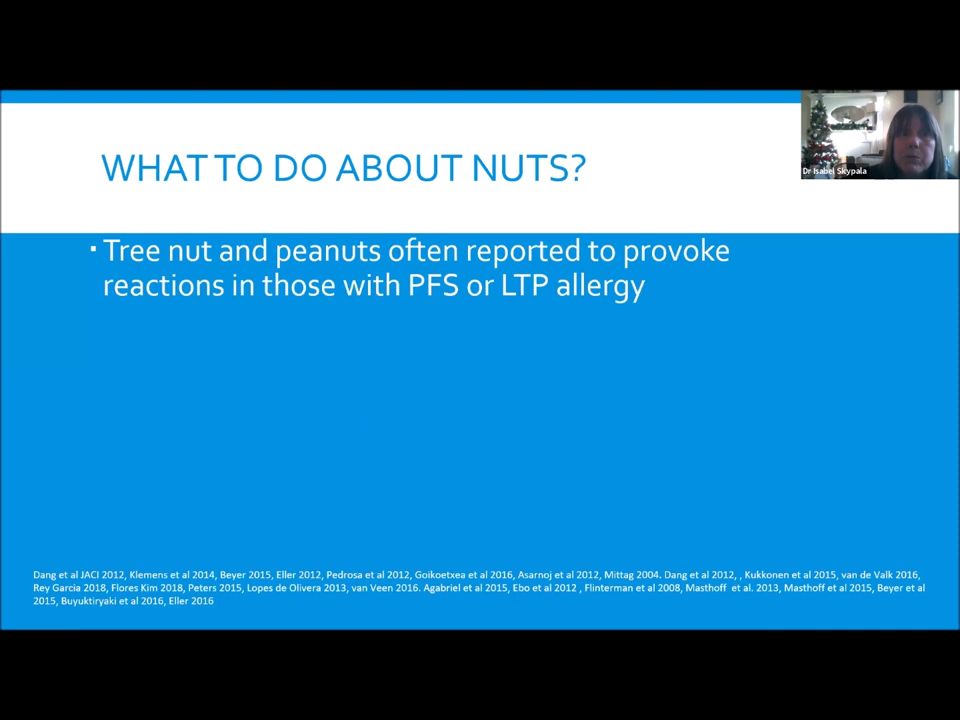 Dr Isabel Skypala
WHAT TO DO ABOUT NUTS?
▪ Tree nut and peanuts often reported to provoke
reactions in those with PFS or LTP allergy
Dang et al JACI 2012, Klemens et al 2014, Beyer 2015, Eller 2012, Pedrosa et al 2012, Goikoetxea et al 2016, Asarnoj et al 2012, Mittag 2004. Dang et al 2012, , Kukkonen et al 2015, van de Valk 2016,
Rey Garcia 2018, Flores Kim 2018, Peters 2015, Lopes de Olivera 2013, van Veen 2016. Agabriel et al 2015, Ebo et al 2012 , Flinterman et al 2008, Masthoff et al. 2013, Masthoff et al 2015, Beyer et al
2015, Buyuktiryaki et al 2016, Eller 2016